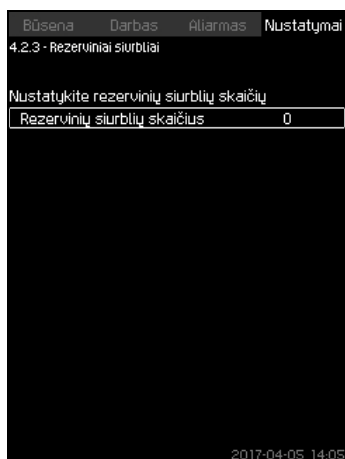 Būsena Darbas Aliarmas Nustatymai
4.2.3 - Rezerviniai siurbliai
Nustatykite rezervinių siurblių skaičių
Rezervinių siurblių skaičius 0
2017-04-05 14:05